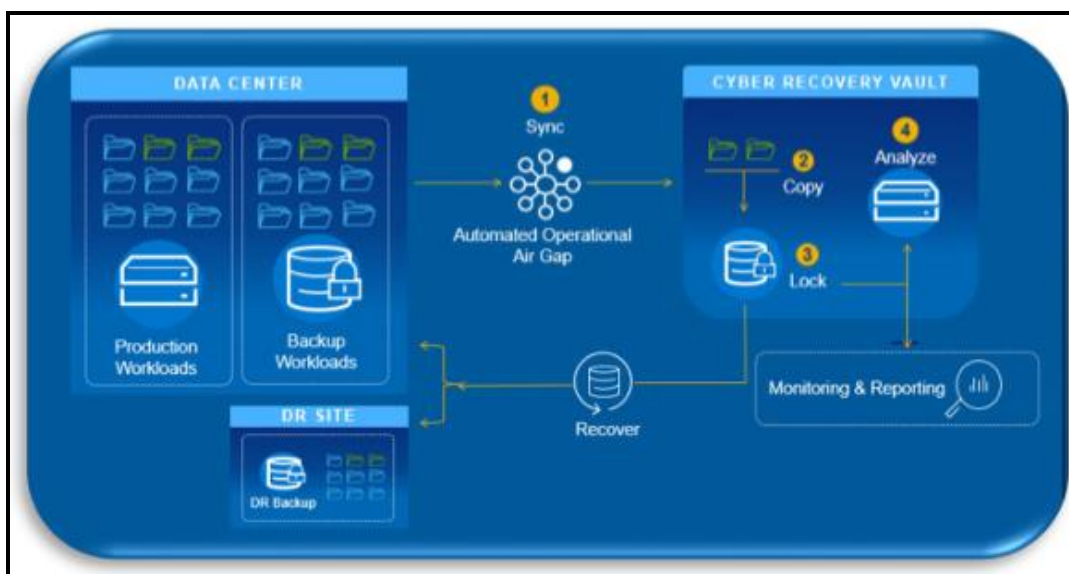 DATA CENTER
Production
Workloads
Backup
Workloads
1
Sync
Automated Operational
Air Gap
CYBER RECOVERY VAULT
2
Copy
3
Lock
4
Analyze
Monitoring & Reporting
Recover
DR SITE
DR Backup